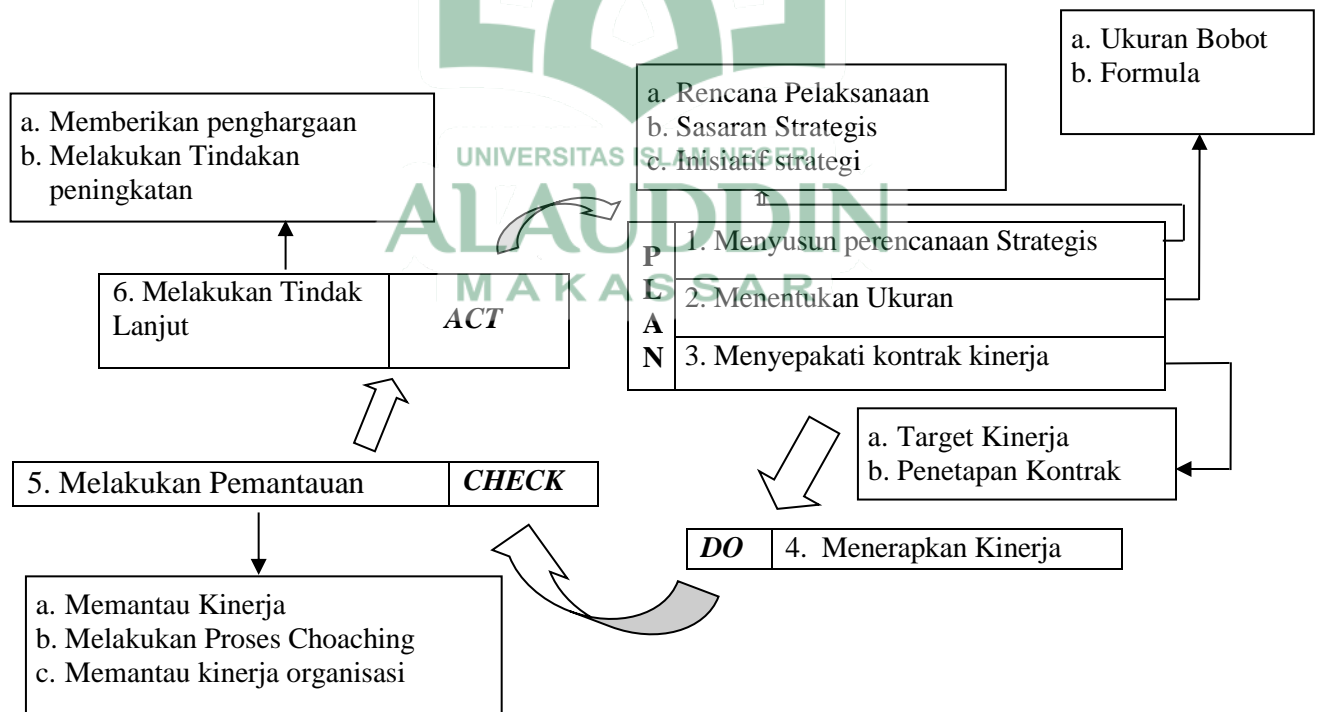 a. Ukuran Bobot
b. Formula
a. Rencana Pelaksanaan
b. Sasaran Strategis
c. Inisiatif strategi
a. Memberikan penghargaan
b. Melakukan Tindakan
peningkatan
UNIVERSITAS ISLAM NEGERI
ALAUDDIN
MAKASSAR
PLAN
1. Menyusun perencanaan Strategis
2. Menentukan Ukuran
3. Menyepakati kontrak kinerja
6. Melakukan Tindak
Lanjut
ACT
a. Target Kinerja
b. Penetapan Kontrak
5. Melakukan Pemantauan
CHECK
DO
4. Menerapkan Kinerja
a. Memantau Kinerja
b. Melakukan Proses Choaching
c. Memantau kinerja organisasi